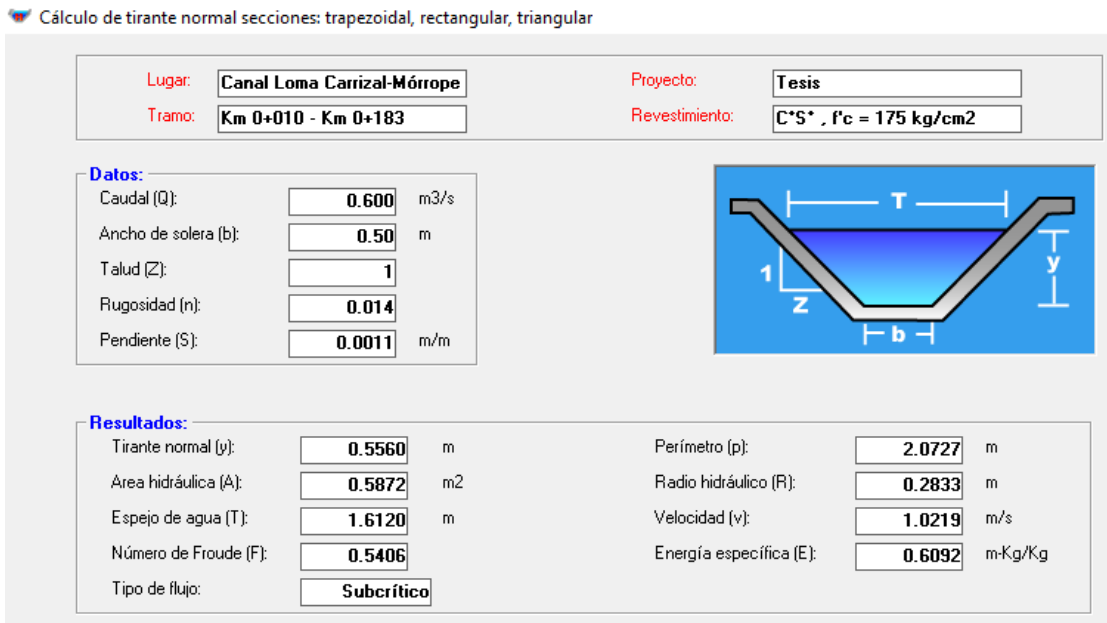 Cálculo de tirante normal secciones: trapezoidal, rectangular, triangular
Lugar: Canal Loma Carrizal-Mórrope Proyecto: Tesis
Tramo: Km 0+010 - Km 0+183 Revestimiento: C*S* , f'c = 175 kg/cm2
Datos:
Caudal (Q): 0.600 m3/s
Ancho de solera (b): 0.50 m
Talud (Z): 1
Rugosidad (n): 0.014
Pendiente (S): 0.0011 m/m
T
y
1
Z
b
Resultados:
Tirante normal (y): 0.5560 m Perímetro (p): 2.0727 m
Area hidráulica (A): 0.5872 m2 Radio hidráulico (R): 0.2833 m
Espejo de agua (T): 1.6120 m Velocidad (v): 1.0219 m/s
Número de Froude (F): 0.5406 Energía específica (E): 0.6092 m-Kg/Kg
Tipo de flujo: Subcrítico